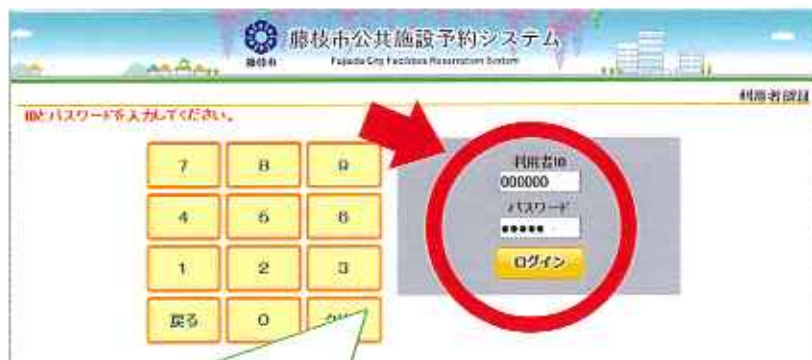 藤枝市公共施設予約システム
藤枝市
Fujieda City Facilities Reservation System
利用者認証
IDとパスワードを入力してください。
7 8 9
4 5 6
1 2 3
戻る 0
利用者ID
000000
パスワード
●●●●●
ログイン